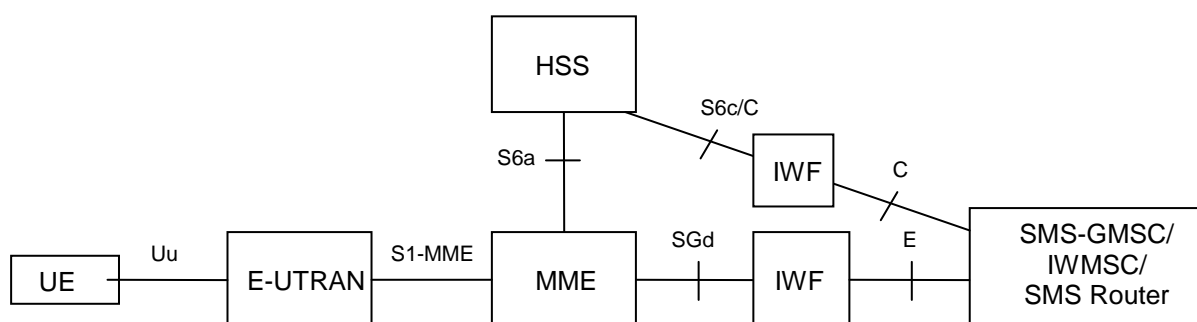 HSS
S6c/C
S6a
IWF
C
Uu
S1-MME
SGd
E
SMS-GMSC/
IWMSC/
SMS Router
UE
E-UTRAN
MME
IWF